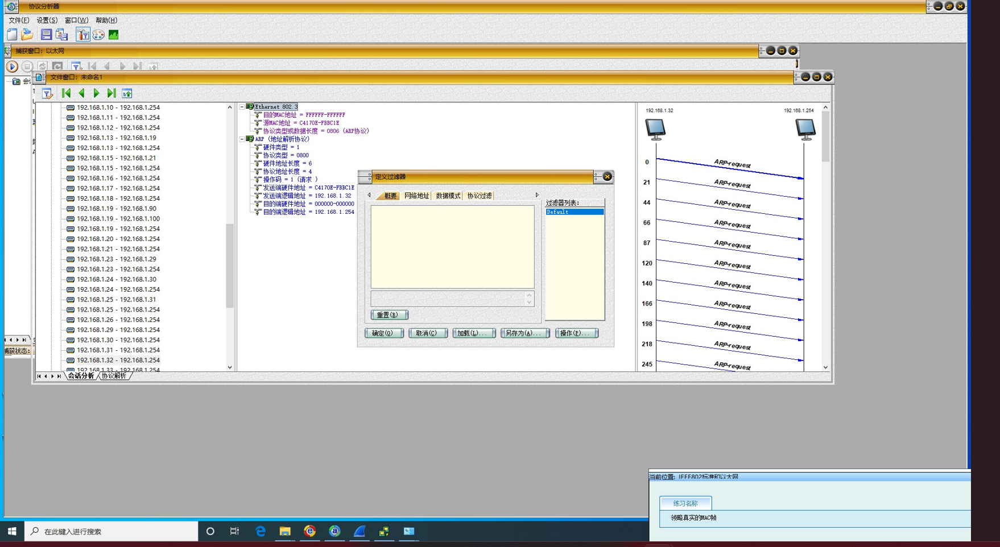 协议分析器
文件(F) 设置(S) 窗口(W) 帮助(H)
捕获窗口: 以太网
文件窗口: 未命名1
192.168.1.10 - 192.168.1.254
192.168.1.11 - 192.168.1.254
192.168.1.12 - 192.168.1.254
192.168.1.13 - 192.168.1.19
192.168.1.13 - 192.168.1.254
192.168.1.15 - 192.168.1.21
192.168.1.15 - 192.168.1.254
192.168.1.16 - 192.168.1.254
192.168.1.17 - 192.168.1.254
192.168.1.18 - 192.168.1.254
192.168.1.19 - 192.168.1.90
192.168.1.19 - 192.168.1.100
192.168.1.19 - 192.168.1.254
192.168.1.20 - 192.168.1.254
192.168.1.21 - 192.168.1.254
192.168.1.23 - 192.168.1.29
192.168.1.23 - 192.168.1.254
192.168.1.24 - 192.168.1.30
192.168.1.24 - 192.168.1.254
192.168.1.25 - 192.168.1.31
192.168.1.25 - 192.168.1.254
192.168.1.26 - 192.168.1.254
192.168.1.29 - 192.168.1.254
192.168.1.30 - 192.168.1.254
192.168.1.31 - 192.168.1.254
192.168.1.32 - 192.168.1.254
192.168.1.33 - 192.168.1.254
会话分析 协议解析
捕获状态:
Ethernet 802.3
目的MAC地址 = FFFFFF-FFFFFF
源MAC地址 = C4170E-FBBC1E
协议类型或数据长度 = 0806 (ARP协议)
ARP (地址解析协议)
硬件类型 = 1
协议类型 = 0800
硬件地址长度 = 6
协议地址长度 = 4
操作码 = 1 (请求 )
发送端硬件地址 = C4170E-FBBC1E
发送端逻辑地址 = 192.168.1.32
目的端硬件地址 = 000000-000000
目的端逻辑地址 = 192.168.1.254
定义过滤器
概要 网络地址 数据模式 协议过滤
过滤器列表:
Default
重置(R)
确定(O) 取消(C) 加载(L)... 另存为(A)... 操作(P)...
192.168.1.32 192.168.1.254
0 ARP-request
21 ARP-request
44 ARP-request
66 ARP-request
87 ARP-request
120 ARP-request
140 ARP-request
166 ARP-request
198 ARP-request
218 ARP-request
245 ARP-request
当前位置: IEEE802标准和以太网
练习名称
领略真实的MAC帧
在此键入进行搜索